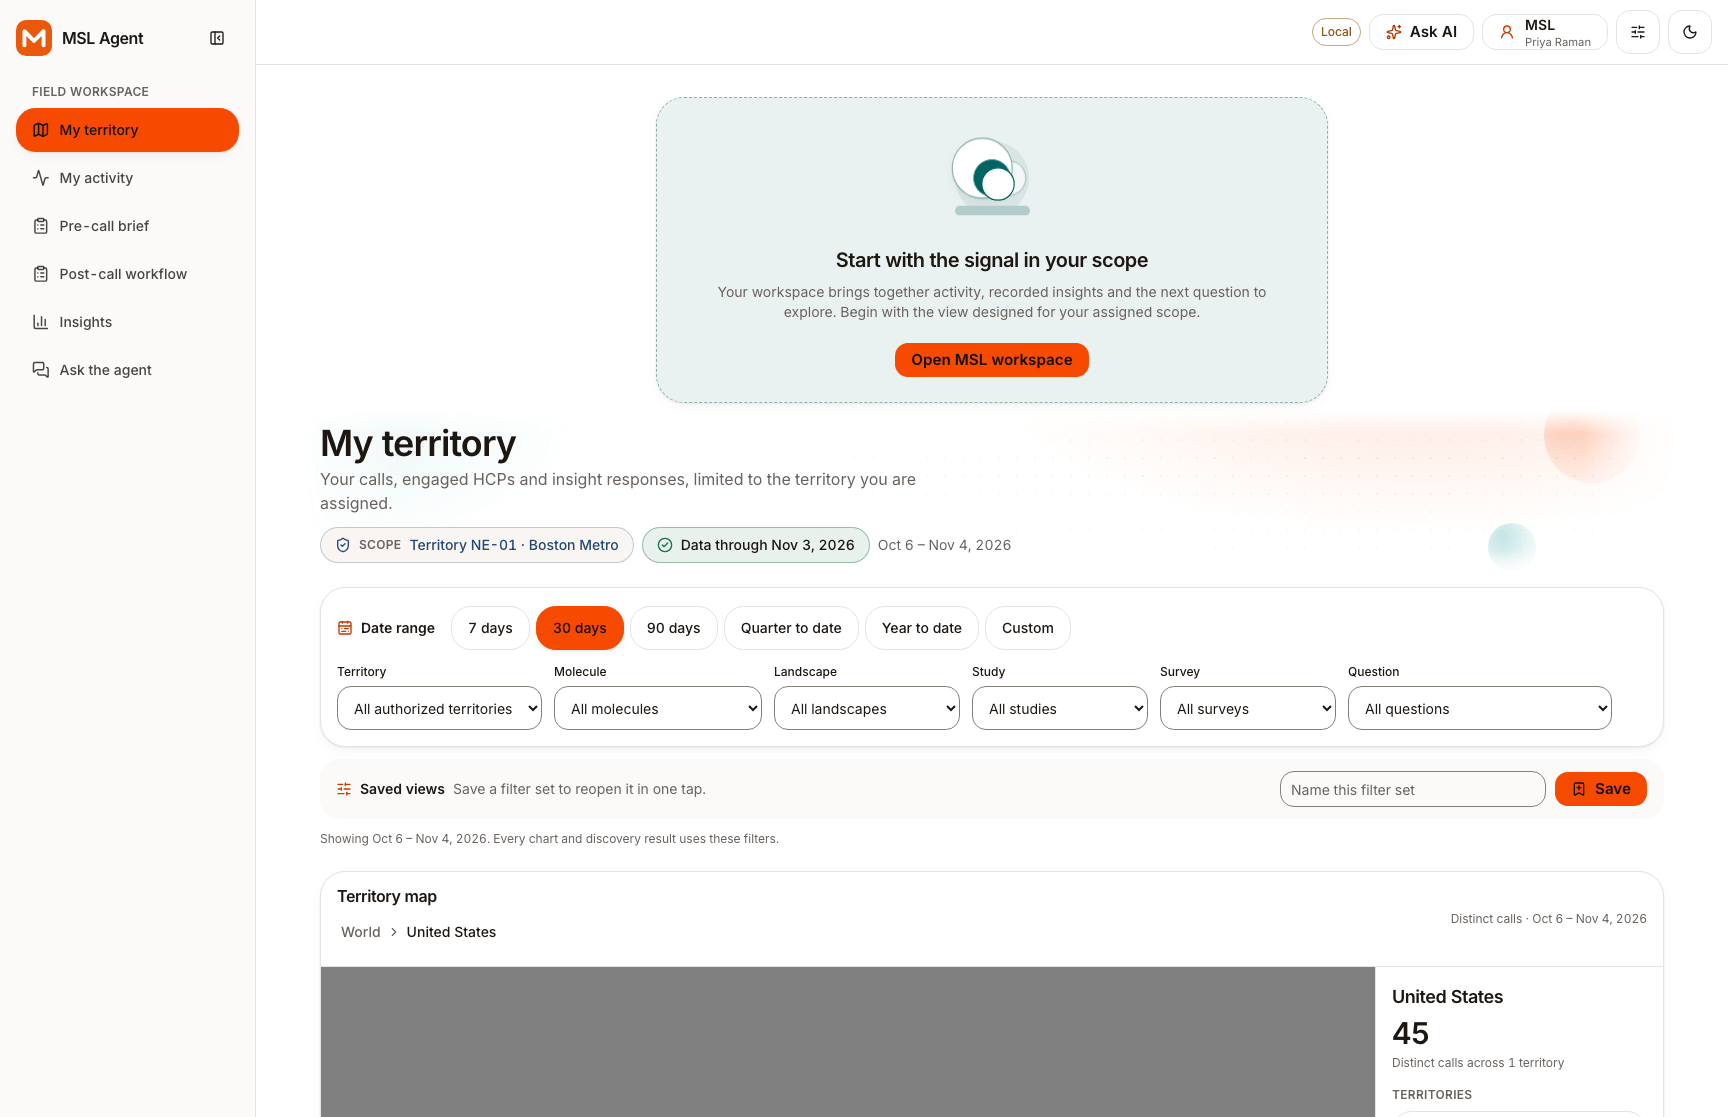 MSL Agent
FIELD WORKSPACE
My territory
My activity
Pre-call brief
Post-call workflow
Insights
Ask the agent
Local
Ask AI
MSL
Priya Raman
Start with the signal in your scope
Your workspace brings together activity, recorded insights and the next question to
explore. Begin with the view designed for your assigned scope.
Open MSL workspace
My territory
Your calls, engaged HCPs and insight responses, limited to the territory you are
assigned.
SCOPE Territory NE-01 · Boston Metro
Data through Nov 3, 2026
Oct 6 – Nov 4, 2026
Date range
7 days
30 days
90 days
Quarter to date
Year to date
Custom
Territory
Molecule
Landscape
Study
Survey
Question
All authorized territories
All molecules
All landscapes
All studies
All surveys
All questions
Saved views
Save a filter set to reopen it in one tap.
Name this filter set
Save
Showing Oct 6 – Nov 4, 2026. Every chart and discovery result uses these filters.
Territory map
World > United States
Distinct calls · Oct 6 – Nov 4, 2026
United States
45
Distinct calls across 1 territory
TERRITORIES